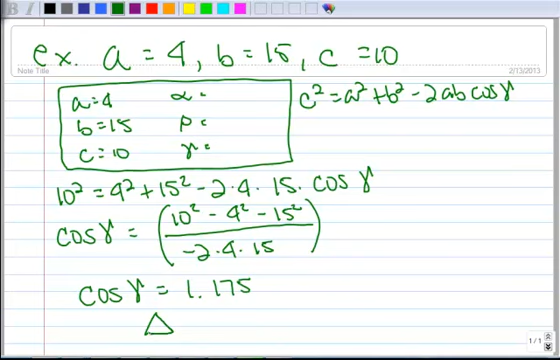 B I U
ex. a = 4, b = 15, c = 10
Note Title
2/13/2013
a=4 α=
b=15 β=
c=10 γ=
c² = a² + b² - 2ab cos γ
10² = 4² + 15² - 2·4·15·cos γ
cos γ = (10² - 4² - 15² / -2·4·15)
cos γ = 1.175
1/1